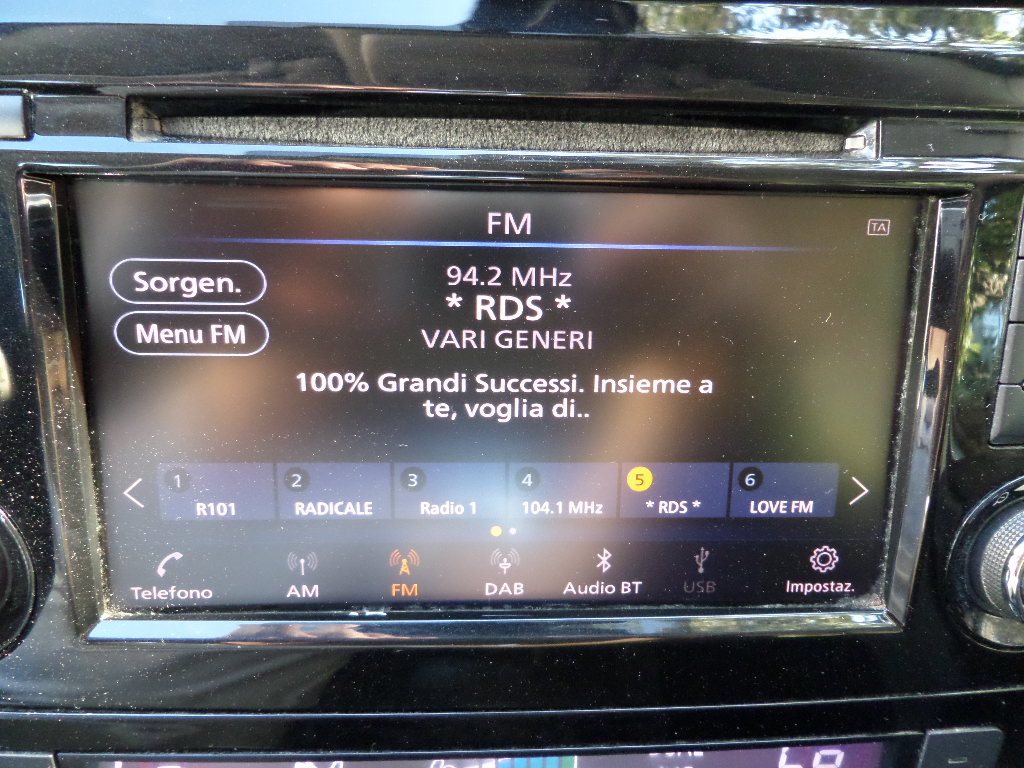 FM
TA
94.2 MHz
Sorgen.
* RDS *
Menu FM
VARI GENERI
100% Grandi Successi. Insieme a
te, voglia di..
1 2 3 4 5 6
R101 RADICALE Radio 1 104.1 MHz * RDS * LOVE FM
Telefono AM FM DAB Audio BT USB Impostaz.